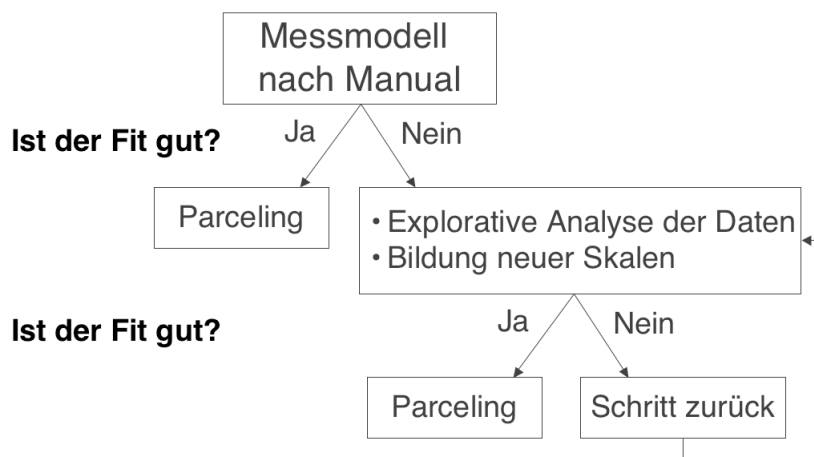 Messmodell
nach Manual
Ist der Fit gut?
Ja
Nein
Parceling
• Explorative Analyse der Daten
• Bildung neuer Skalen
Ist der Fit gut?
Ja
Nein
Parceling
Schritt zurück